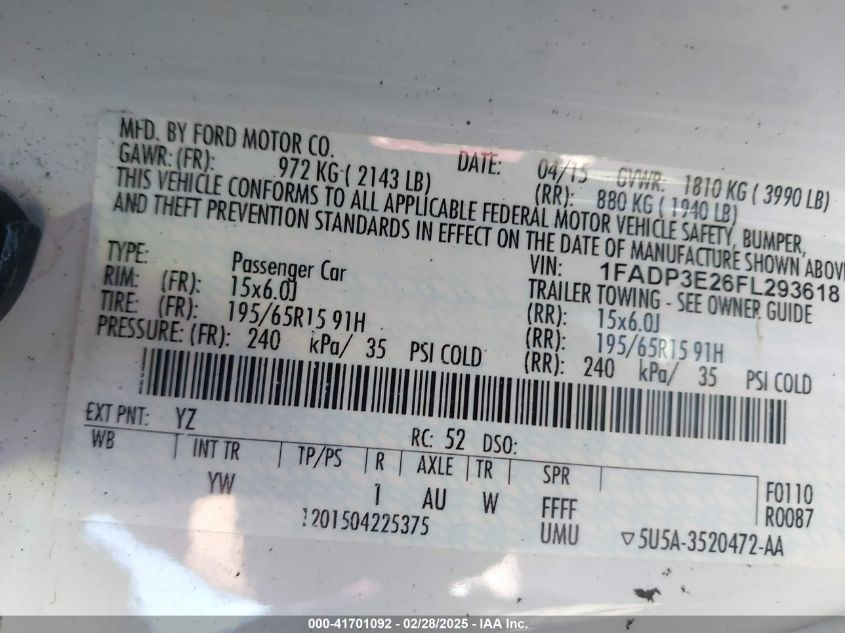 MFD. BY FORD MOTOR CO. DATE: 04/15 GVWR: 1810 KG ( 3990 LB)
GAWR: (FR): 972 KG ( 2143 LB) (RR): 880 KG ( 1940 LB)
THIS VEHICLE CONFORMS TO ALL APPLICABLE FEDERAL MOTOR VEHICLE SAFETY, BUMPER,
AND THEFT PREVENTION STANDARDS IN EFFECT ON THE DATE OF MANUFACTURE SHOWN ABOVE
VIN: 1FADP3E26FL293618
TYPE: Passenger Car TRAILER TOWING - SEE OWNER GUIDE
RIM: (FR): 15x6.0J (RR): 15x6.0J
TIRE: (FR): 195/65R15 91H (RR): 195/65R15 91H
PRESSURE: (FR): 240 kPa/ 35 PSI COLD (RR): 240 kPa/ 35 PSI COLD
EXT PNT: YZ RC: 52 DSO:
WB INT TR TP/PS R AXLE TR SPR F0110
YW 1 AU W FFFF R0087
1201504225375 UMU ▽5U5A-3520472-AA
000-41701092 / 02/28/2025 - IAA Inc.